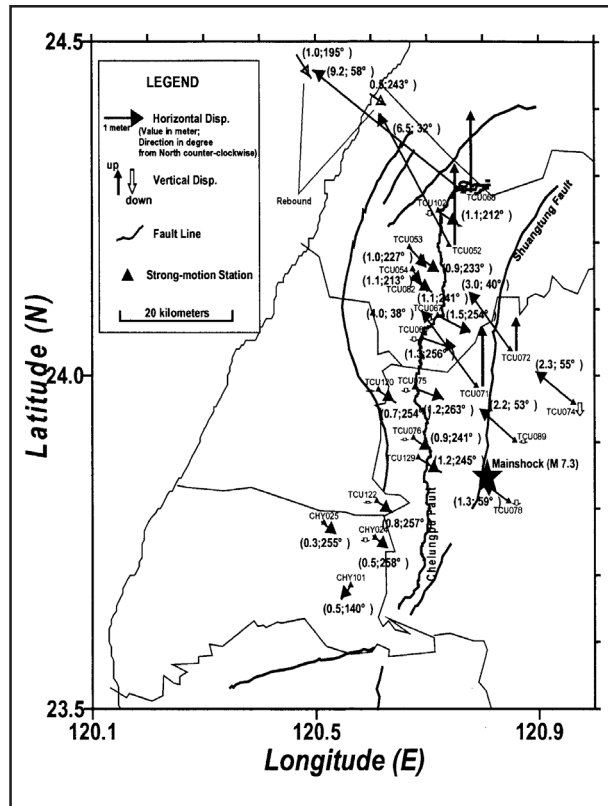 24.5
24.0
23.5
Latitude (N)
120.1
120.5
120.9
Longitude (E)
LEGEND
Horizontal Disp.
1 meter
(Value in meter;
Direction in degree
from North counter-clockwise)
up
Vertical Disp.
down
Fault Line
Strong-motion Station
20 kilometers
(1.0;195°)
(9.2; 58°)
0.5;243°)
(6.5; 32°)
Rebound
TCU068
TCU102
(1.1;212°)
TCU052
Shuangtung Fault
TCU053
(1.0;227°)
TCU054
(0.9;233°)
(1.1;213°)
TCU082
(3.0; 40°)
(1.1;241°)
TCU067
(4.0; 38°)
(1.5;254°)
(1.3;256°)
TCU072
(2.3; 55°)
TCU120
TCU075
TCU071
TCU074
(0.7;254°)
(1.2;263°)
(2.2; 53°)
TCU076
(0.9;241°)
TCU089
TCU129
(1.2;245°)
Mainshock (M 7.3)
(1.3; 59°)
TCU078
TCU122
(0.8;257°)
CHY025
(0.3;255°)
(0.5;258°)
Chelungpu Fault
CHY101
(0.5;140°)